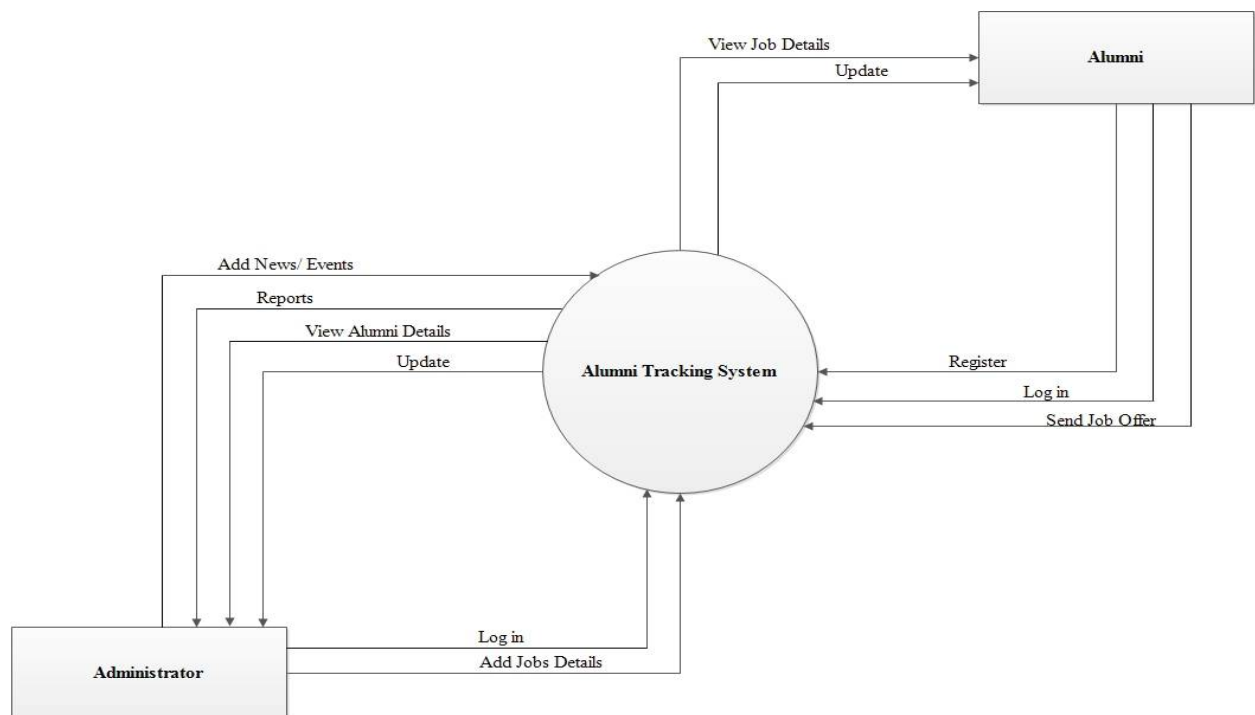 View Job Details
Alumni
Update
Add News/ Events
Reports
View Alumni Details
Update
Alumni Tracking System
Register
Log in
Send Job Offer
Log in
Add Jobs Details
Administrator